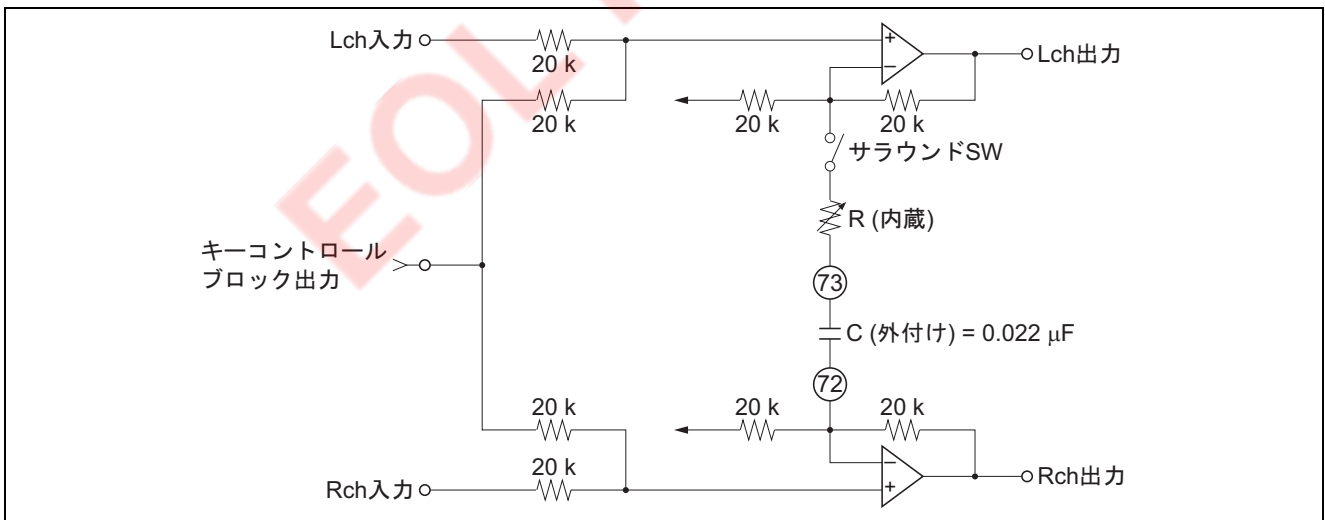 Lch入力
20 k
20 k
20 k
20 k
Lch出力
サラウンドSW
R (内蔵)
キーコントロール
ブロック出力
73
C (外付け) = 0.022 μF
72
20 k
20 k
20 k
20 k
Rch入力
Rch出力
EOL